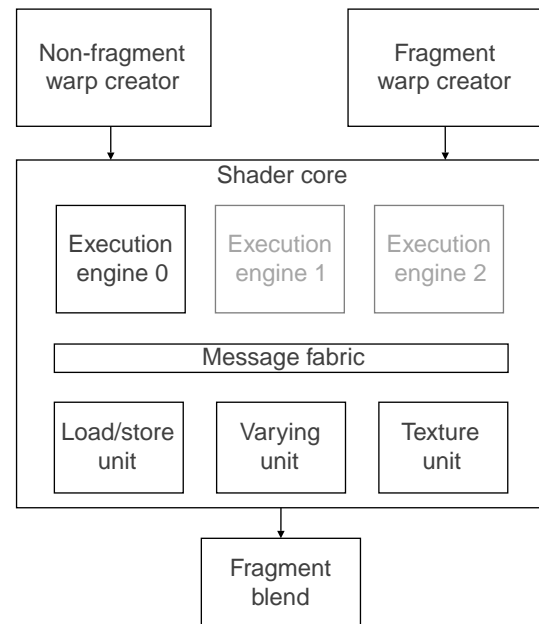 Non-fragment
warp creator
Fragment
warp creator
Shader core
Execution
engine 0
Execution
engine 1
Execution
engine 2
Message fabric
Load/store
unit
Varying
unit
Texture
unit
Fragment
blend